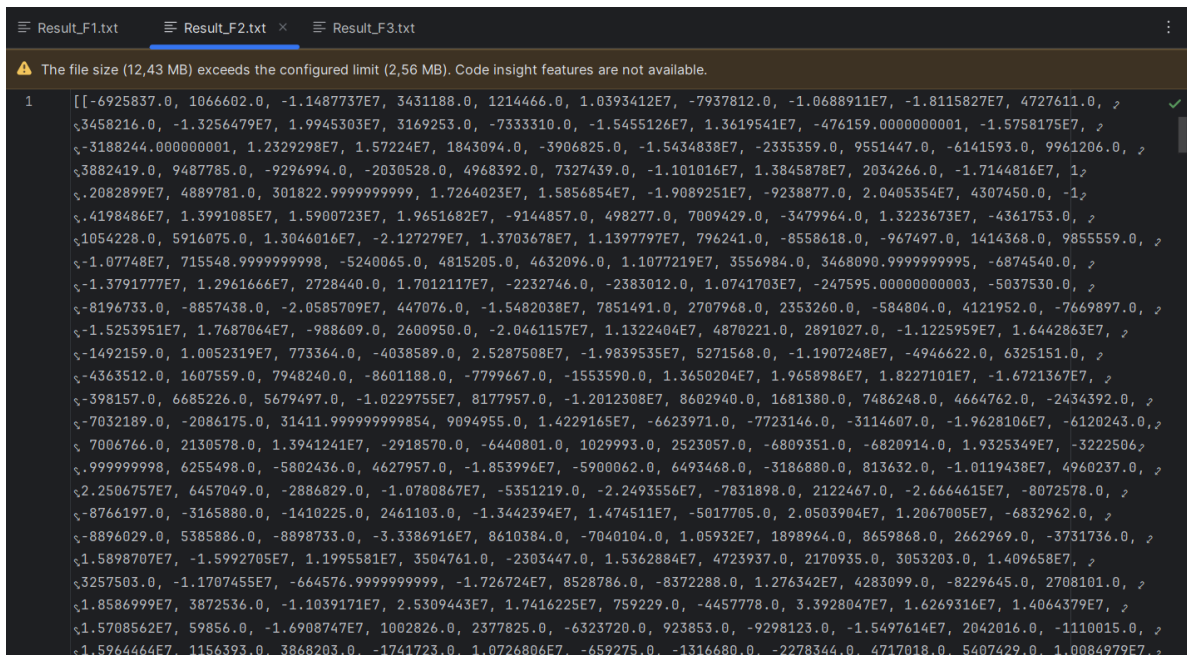 Result_F1.txt Result_F2.txt × Result_F3.txt
The file size (12,43 MB) exceeds the configured limit (2,56 MB). Code insight features are not available.
1 [[-6925837.0, 1066602.0, -1.1487737E7, 3431188.0, 1214466.0, 1.0393412E7, -7937812.0, -1.0688911E7, -1.8115827E7, 4727611.0,
3458216.0, -1.3256479E7, 1.9945303E7, 3169253.0, -7333310.0, -1.5455126E7, 1.3619541E7, -476159.0000000001, -1.5758175E7,
-3188244.000000001, 1.2329298E7, 1.57224E7, 1843094.0, -3906825.0, -1.5434838E7, -2335359.0, 9551447.0, -6141593.0, 9961206.0,
3882419.0, 9487785.0, -9296994.0, -2030528.0, 4968392.0, 7327439.0, -1.101016E7, 1.3845878E7, 2034266.0, -1.7144816E7, 1
.2082899E7, 4889781.0, 301822.9999999999, 1.7264023E7, 1.5856854E7, -1.9089251E7, -9238877.0, 2.0405354E7, 4307450.0, -1
.4198486E7, 1.3991085E7, 1.5900723E7, 1.9651682E7, -9144857.0, 498277.0, 7009429.0, -3479964.0, 1.3223673E7, -4361753.0,
1054228.0, 5916075.0, 1.3046016E7, -2.127279E7, 1.3703678E7, 1.1397797E7, 796241.0, -8558618.0, -967497.0, 1414368.0, 9855559.0,
-1.07748E7, 715548.9999999998, -5240065.0, 4815205.0, 4632096.0, 1.1077219E7, 3556984.0, 3468090.9999999995, -6874540.0,
-1.3791777E7, 1.2961666E7, 2728440.0, 1.7012117E7, -2232746.0, -2383012.0, 1.0741703E7, -247595.00000000003, -5037530.0,
-8196733.0, -8857438.0, -2.0585709E7, 447076.0, -1.5482038E7, 7851491.0, 2707968.0, 2353260.0, -584804.0, 4121952.0, -7669897.0,
-1.5253951E7, 1.7687064E7, -988609.0, 2600950.0, -2.0461157E7, 1.1322404E7, 4870221.0, 2891027.0, -1.1225959E7, 1.6442863E7,
-1492159.0, 1.0052319E7, 773364.0, -4038589.0, 2.5287508E7, -1.9839535E7, 5271568.0, -1.1907248E7, -4946622.0, 6325151.0,
-4363512.0, 1607559.0, 7948240.0, -8601188.0, -7799667.0, -1553590.0, 1.3650204E7, 1.9658986E7, 1.8227101E7, -1.6721367E7,
-398157.0, 6685226.0, 5679497.0, -1.0229755E7, 8177957.0, -1.2012308E7, 8602940.0, 1681380.0, 7486248.0, 4664762.0, -2434392.0,
-7032189.0, -2086175.0, 31411.999999999854, 9094955.0, 1.4229165E7, -6623971.0, -7723146.0, -3114607.0, -1.9628106E7, -6120243.0,
7006766.0, 2130578.0, 1.3941241E7, -2918570.0, -6440801.0, 1029993.0, 2523057.0, -6809351.0, -6820914.0, 1.9325349E7, -3222506
.999999998, 6255498.0, -5802436.0, 4627957.0, -1.853996E7, -5900062.0, 6493468.0, -3186880.0, 813632.0, -1.0119438E7, 4960237.0,
2.2506757E7, 6457049.0, -2886829.0, -1.0780867E7, -5351219.0, -2.2493556E7, -7831898.0, 2122467.0, -2.6664615E7, -8072578.0,
-8766197.0, -3165880.0, -1410225.0, 2461103.0, -1.3442394E7, 1.474511E7, -5017705.0, 2.0503904E7, 1.2067005E7, -6832962.0,
-8896029.0, 5385886.0, -8898733.0, -3.3386916E7, 8610384.0, -7040104.0, 1.05932E7, 1898964.0, 8659868.0, 2662969.0, -3731736.0,
1.5898707E7, -1.5992705E7, 1.1995581E7, 3504761.0, -2303447.0, 1.5362884E7, 4723937.0, 2170935.0, 3053203.0, 1.409658E7,
3257503.0, -1.1707455E7, -664576.9999999999, -1.726724E7, 8528786.0, -8372288.0, 1.276342E7, 4283099.0, -8229645.0, 2708101.0,
1.8586999E7, 3872536.0, -1.1039171E7, 2.5309443E7, 1.7416225E7, 759229.0, -4457778.0, 3.3928047E7, 1.6269316E7, 1.4064379E7,
1.5708562E7, 59856.0, -1.6908747E7, 1002826.0, 2377825.0, -6323720.0, 923853.0, -9298123.0, -1.5497614E7, 2042016.0, -1110015.0,
1.5964464E7, 1156393.0, 3868203.0, -1741723.0, 1.0726806E7, -659275.0, -1316680.0, -2278344.0, 4717018.0, 5407429.0, 1.0084979E7,